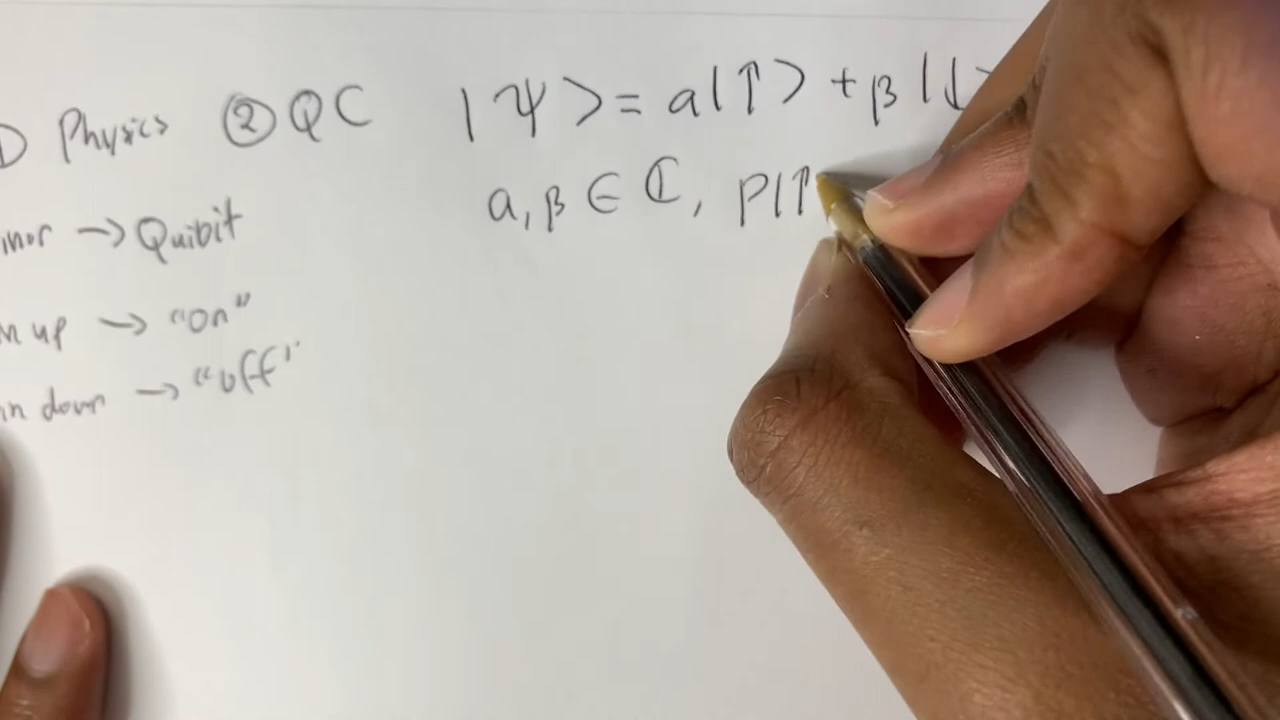 Physics ② QC |ψ> = a|↑> + β|↓>
a, β ∈ ℂ, P|↑
→ Quibit
up → "on"
down → "off"